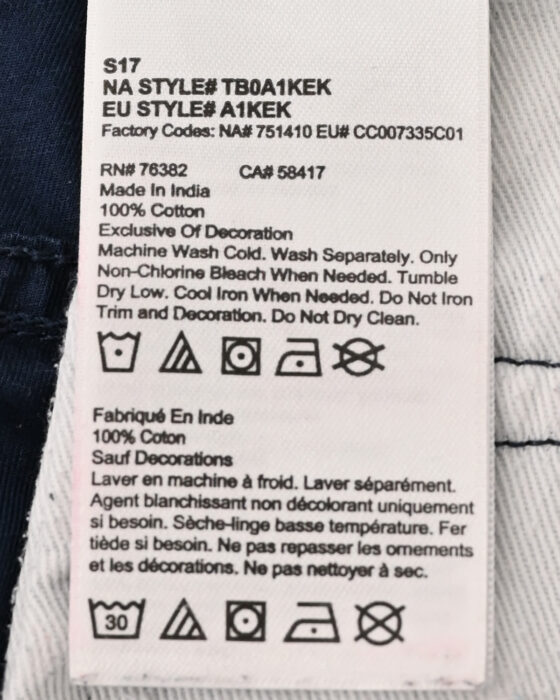 S17
NA STYLE# TB0A1KEK
EU STYLE# A1KEK
Factory Codes: NA# 751410 EU# CC007335C01
RN# 76382 CA# 58417
Made In India
100% Cotton
Exclusive Of Decoration
Machine Wash Cold. Wash Separately. Only
Non-Chlorine Bleach When Needed. Tumble
Dry Low. Cool Iron When Needed. Do Not Iron
Trim and Decoration. Do Not Dry Clean.
Fabriqué En Inde
100% Coton
Sauf Decorations
Laver en machine à froid. Laver séparément.
Agent blanchissant non décolorant uniquement
si besoin. Sèche-linge basse température. Fer
tiède si besoin. Ne pas repasser les ornements
et les décorations. Ne pas nettoyer à sec.
30